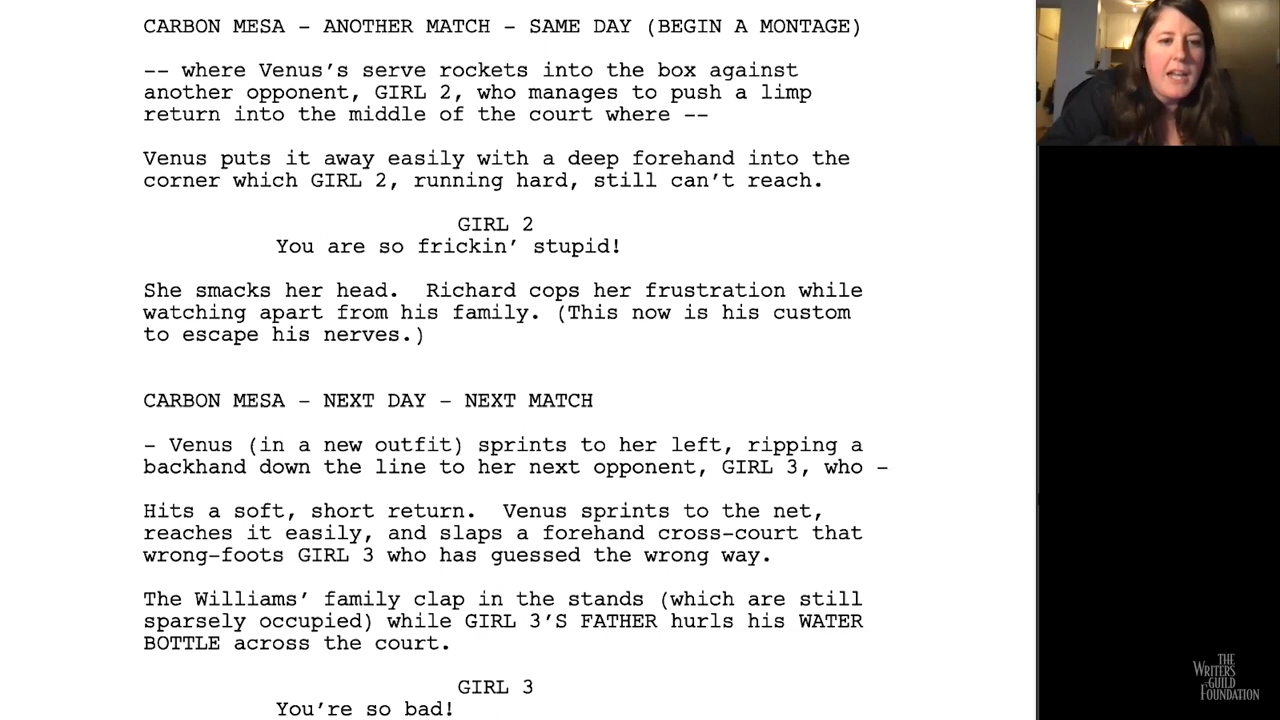 CARBON MESA – ANOTHER MATCH – SAME DAY (BEGIN A MONTAGE)
-- where Venus's serve rockets into the box against
another opponent, GIRL 2, who manages to push a limp
return into the middle of the court where --
Venus puts it away easily with a deep forehand into the
corner which GIRL 2, running hard, still can't reach.
GIRL 2
You are so frickin' stupid!
She smacks her head.  Richard cops her frustration while
watching apart from his family. (This now is his custom
to escape his nerves.)
CARBON MESA – NEXT DAY – NEXT MATCH
– Venus (in a new outfit) sprints to her left, ripping a
backhand down the line to her next opponent, GIRL 3, who –
Hits a soft, short return.  Venus sprints to the net,
reaches it easily, and slaps a forehand cross-court that
wrong-foots GIRL 3 who has guessed the wrong way.
The Williams' family clap in the stands (which are still
sparsely occupied) while GIRL 3'S FATHER hurls his WATER
BOTTLE across the court.
GIRL 3
You're so bad!
THE
WRITERS
GUILD
FOUNDATION